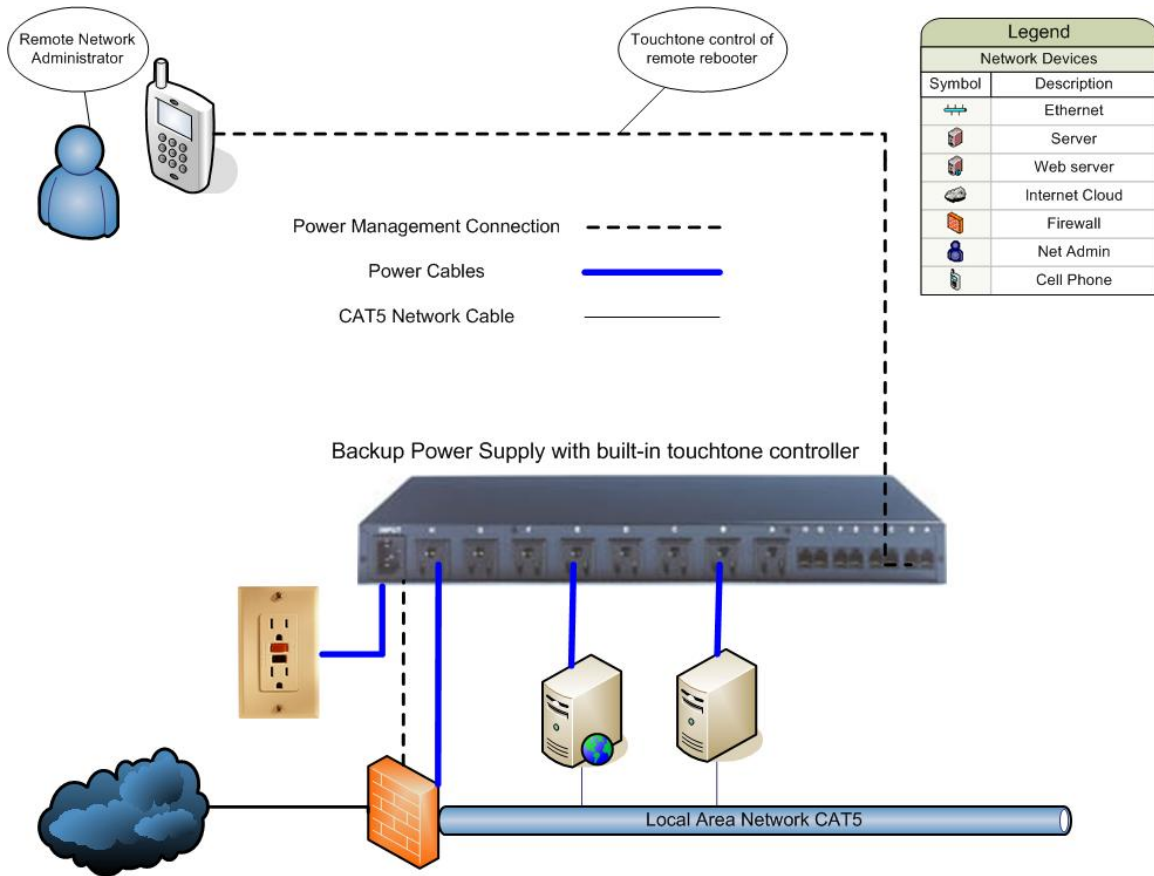 Remote Network
Administrator
Touchtone control of
remote rebooter
Legend
Network Devices
Symbol Description
Ethernet
Server
Web server
Internet Cloud
Firewall
Net Admin
Cell Phone
Power Management Connection
Power Cables
CAT5 Network Cable
Backup Power Supply with built-in touchtone controller
INPUT
Local Area Network CAT5